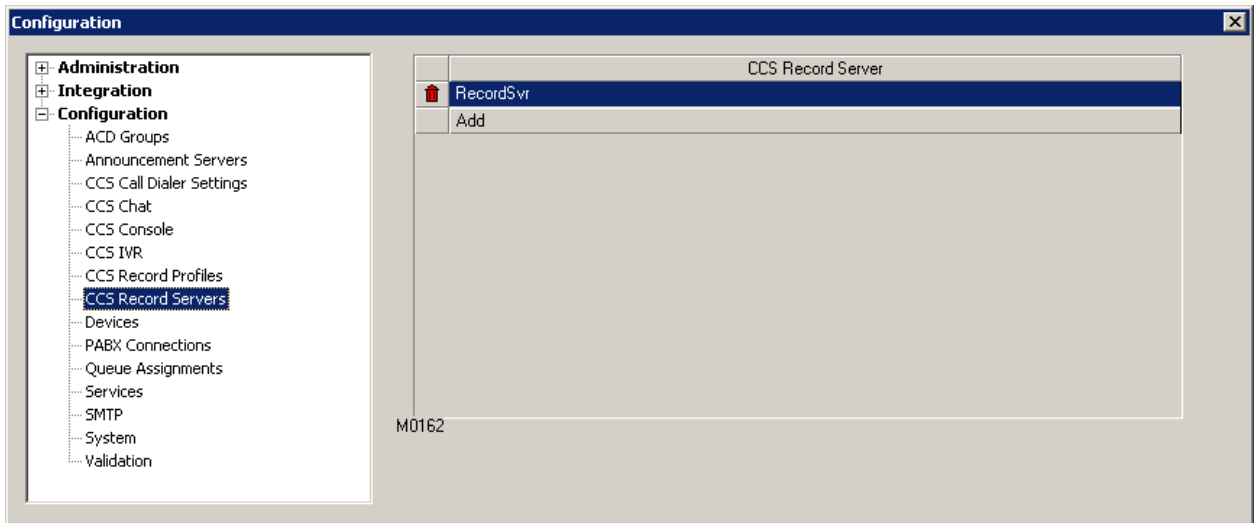 Configuration
Administration
Integration
Configuration
ACD Groups
Announcement Servers
CCS Call Dialer Settings
CCS Chat
CCS Console
CCS IVR
CCS Record Profiles
CCS Record Servers
Devices
PABX Connections
Queue Assignments
Services
SMTP
System
Validation
CCS Record Server
RecordSvr
Add
M0162